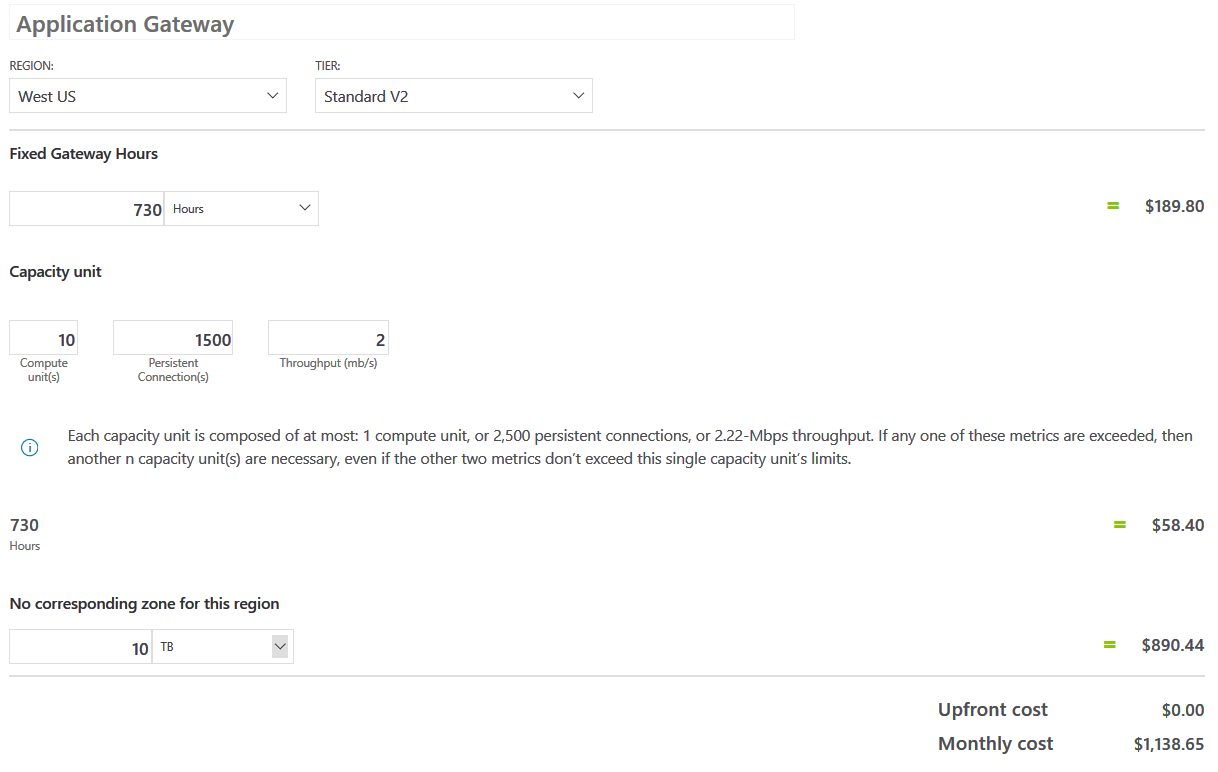 Application Gateway
REGION: TIER:
West US Standard V2
Fixed Gateway Hours
730 Hours = $189.80
Capacity unit
10 1500 2
Compute Persistent Throughput (mb/s)
unit(s) Connection(s)
Each capacity unit is composed of at most: 1 compute unit, or 2,500 persistent connections, or 2.22-Mbps throughput. If any one of these metrics are exceeded, then
another n capacity unit(s) are necessary, even if the other two metrics don't exceed this single capacity unit's limits.
730 = $58.40
Hours
No corresponding zone for this region
10 TB = $890.44
Upfront cost $0.00
Monthly cost $1,138.65